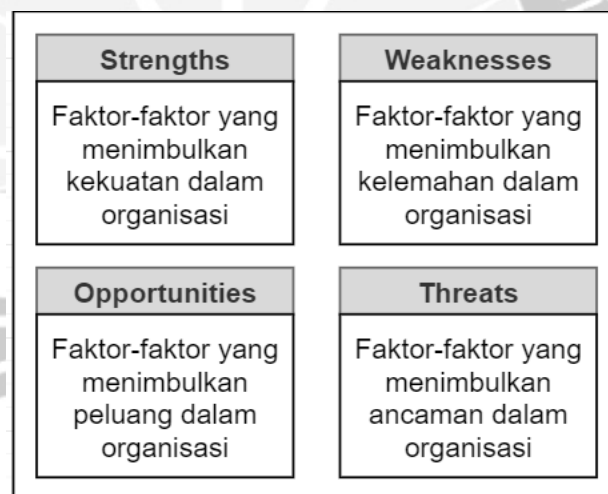 Strengths
Faktor-faktor yang
menimbulkan
kekuatan dalam
organisasi
Weaknesses
Faktor-faktor yang
menimbulkan
kelemahan dalam
organisasi
Opportunities
Faktor-faktor yang
menimbulkan
peluang dalam
organisasi
Threats
Faktor-faktor yang
menimbulkan
ancaman dalam
organisasi